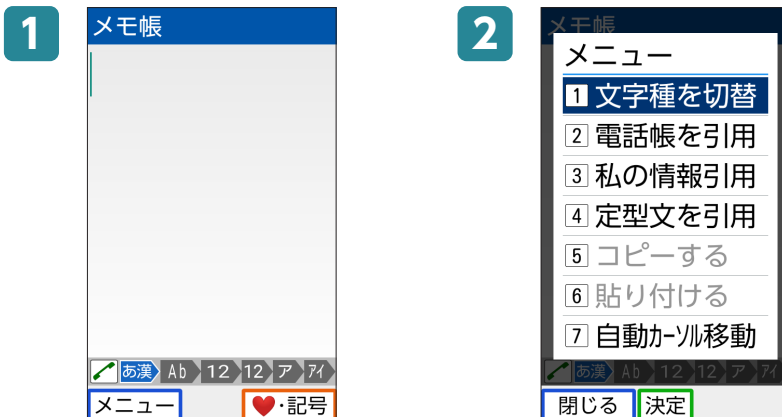 1
メモ帳
あ漢 Ab 12 12 ア アイ
メニュー ・記号
2
メモ帳
メニュー
1 文字種を切替
2 電話帳を引用
3 私の情報引用
4 定型文を引用
5 コピーする
6 貼り付ける
7 自動ｶｰｿﾙ移動
あ漢 Ab 12 12 ア アイ
閉じる 決定